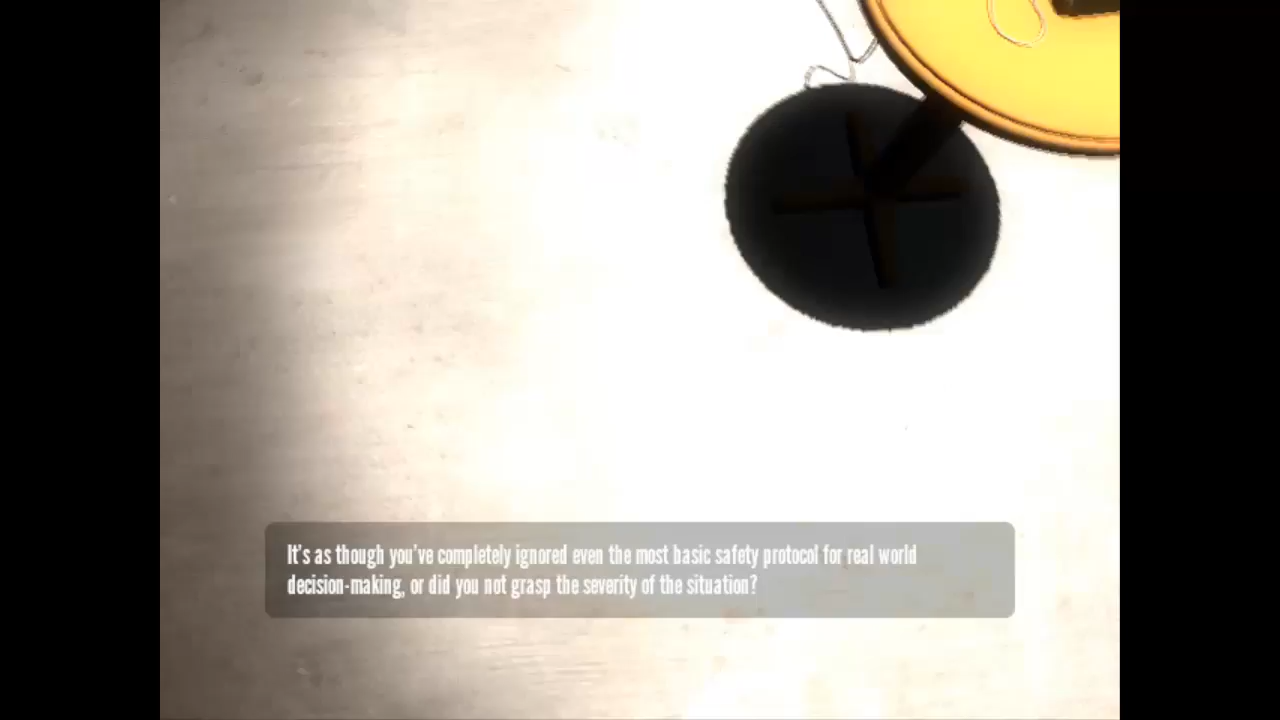 It's as though you've completely ignored even the most basic safety protocol for real world
decision-making, or did you not grasp the severity of the situation?